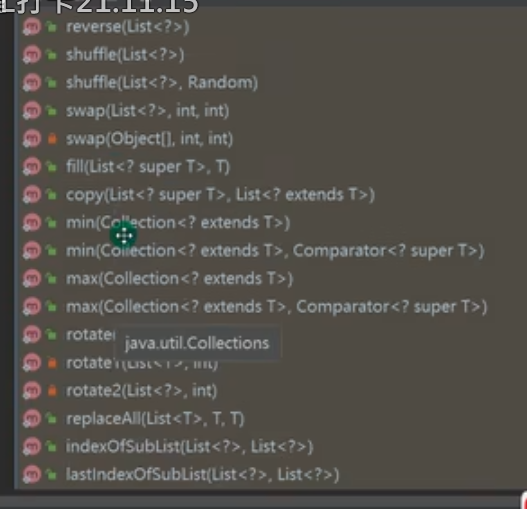 打卡21.11.15
reverse(List<?>)
shuffle(List<?>)
shuffle(List<?>, Random)
swap(List<?>, int, int)
swap(Object[], int, int)
fill(List<? super T>, T)
copy(List<? super T>, List<? extends T>)
min(Collection<? extends T>)
min(Collection<? extends T>, Comparator<? super T>)
max(Collection<? extends T>)
max(Collection<? extends T>, Comparator<? super T>)
rotate
java.util.Collections
rotate1(List<?>, int)
rotate2(List<?>, int)
replaceAll(List<T>, T, T)
indexOfSubList(List<?>, List<?>)
lastIndexOfSubList(List<?>, List<?>)